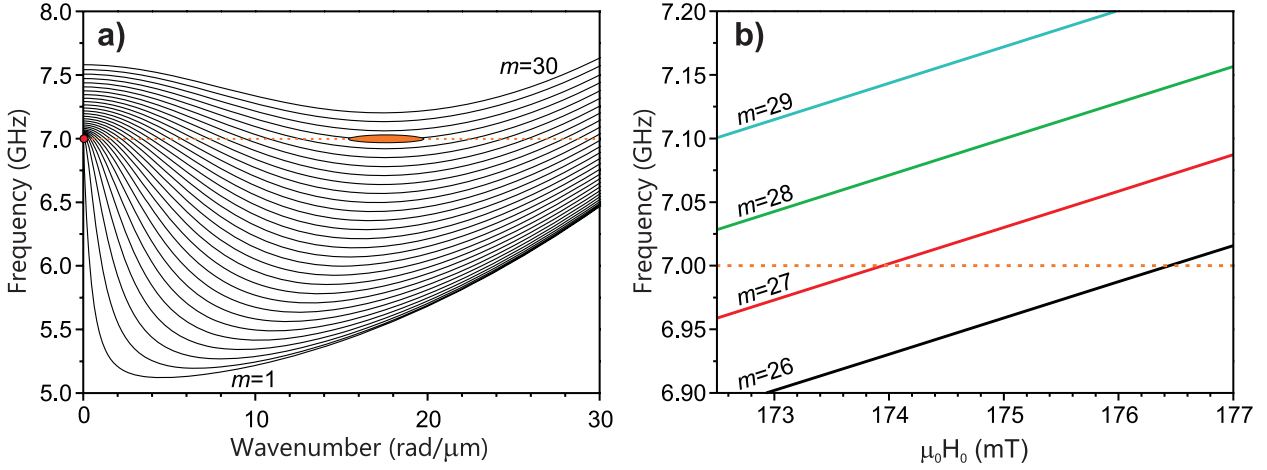 a)
Frequency (GHz)
8.0
7.5
7.0
6.5
6.0
5.5
5.0
m=30
m=1
0
10
20
30
Wavenumber (rad/μm)
b)
Frequency (GHz)
7.20
7.15
7.10
7.05
7.00
6.95
6.90
m=29
m=28
m=27
m=26
173
174
175
176
177
μ₀H₀ (mT)